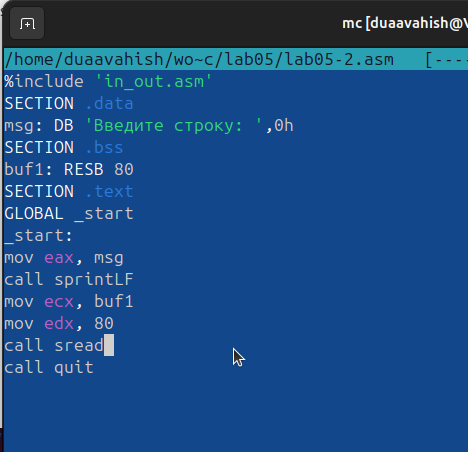 mc [duaavahish@V
/home/duaavahish/wo~c/lab05/lab05-2.asm [----
%include 'in_out.asm'
SECTION .data
msg: DB 'Введите строку: ',0h
SECTION .bss
buf1: RESB 80
SECTION .text
GLOBAL _start
_start:
mov eax, msg
call sprintLF
mov ecx, buf1
mov edx, 80
call sread
call quit